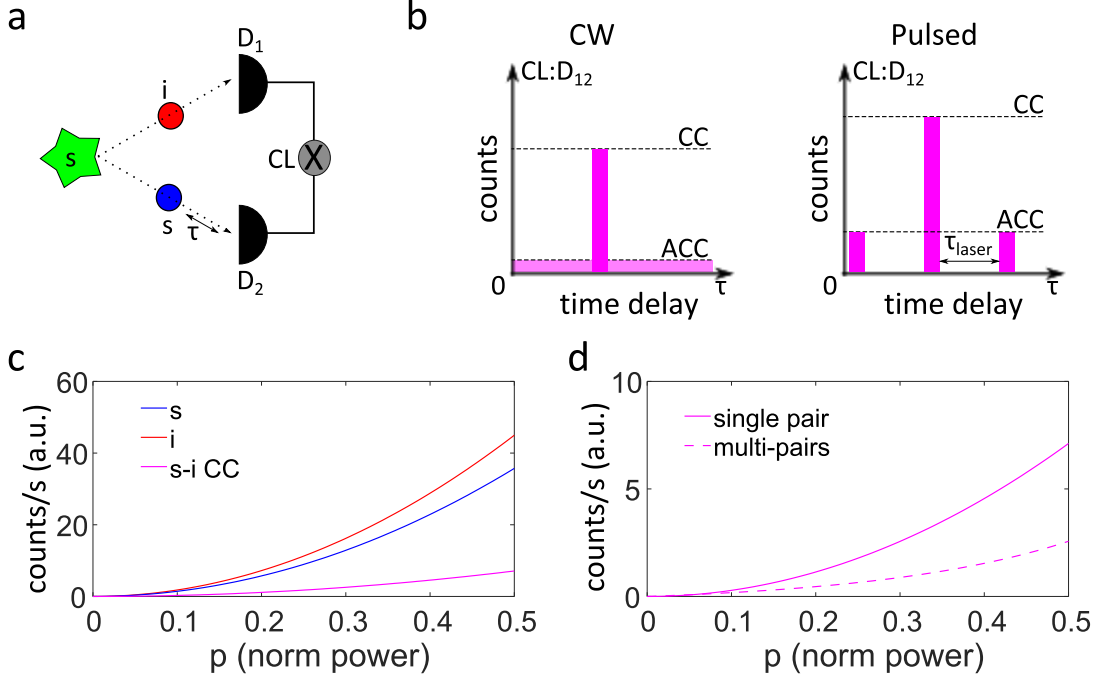 a
D₁
i
s
CL
X
s
τ
D₂
b
CW
CL:D₁₂
CC
counts
ACC
0
τ
time delay
Pulsed
CL:D₁₂
CC
counts
ACC
τlaser
0
τ
time delay
c
60
40
20
0
counts/s (a.u.)
s
i
s-i CC
0 0.1 0.2 0.3 0.4 0.5
p (norm power)
d
10
5
0
counts/s (a.u.)
single pair
multi-pairs
0 0.1 0.2 0.3 0.4 0.5
p (norm power)